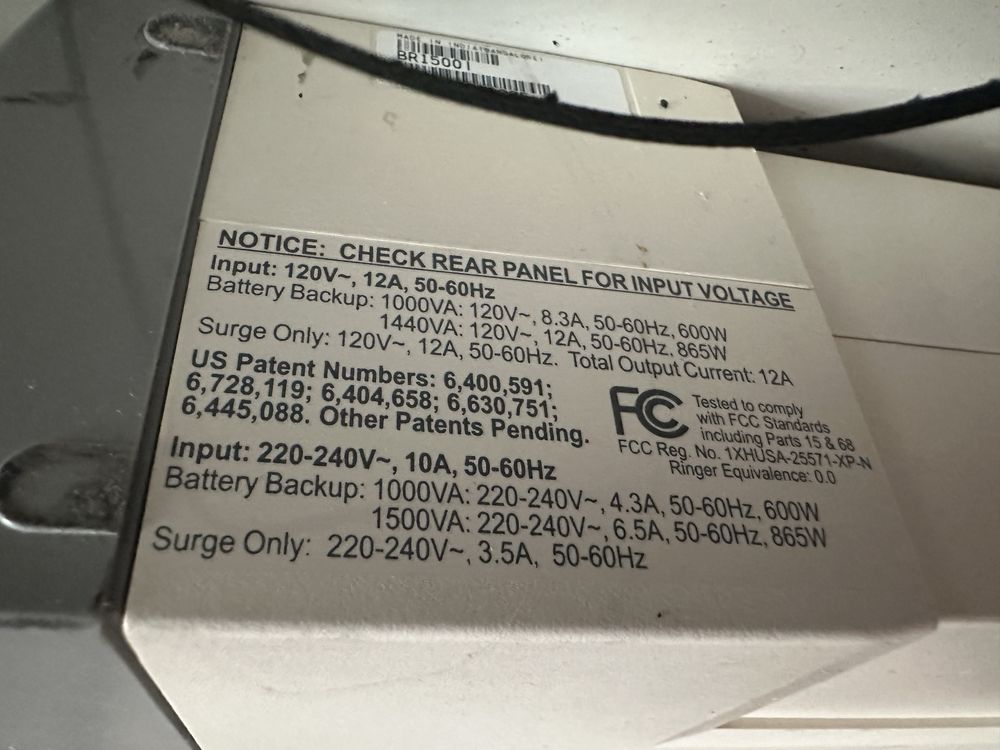 MADE IN INDIA(BANGALORE)
BR1500I
NOTICE: CHECK REAR PANEL FOR INPUT VOLTAGE
Input: 120V~, 12A, 50-60Hz
Battery Backup: 1000VA: 120V~, 8.3A, 50-60Hz, 600W
1440VA: 120V~, 12A, 50-60Hz, 865W
Surge Only: 120V~, 12A, 50-60Hz. Total Output Current: 12A
US Patent Numbers: 6,400,591;
6,728,119; 6,404,658; 6,630,751;
6,445,088. Other Patents Pending.
FC
Tested to comply
with FCC Standards
including Parts 15 & 68
FCC Reg. No. 1XHUSA-25571-XP-N
Ringer Equivalence: 0.0
Input: 220-240V~, 10A, 50-60Hz
Battery Backup: 1000VA: 220-240V~, 4.3A, 50-60Hz, 600W
1500VA: 220-240V~, 6.5A, 50-60Hz, 865W
Surge Only: 220-240V~, 3.5A, 50-60Hz